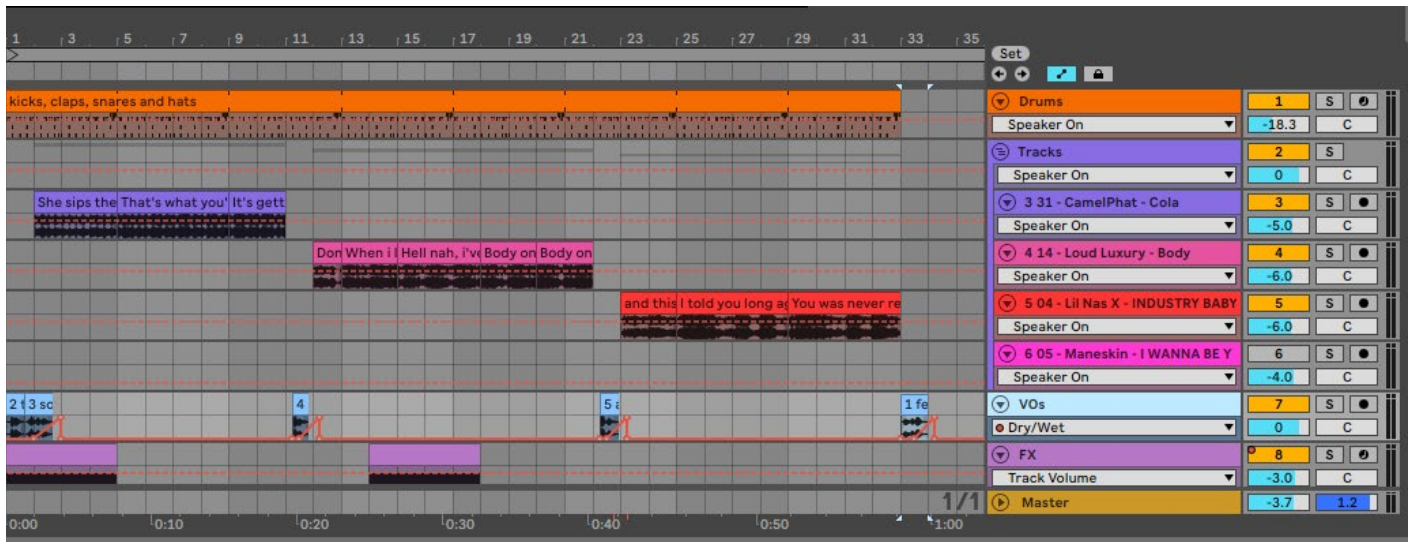 1 3 5 7 9 11 13 15 17 19 21 23 25 27 29 31 33 35
Set
kicks, claps, snares and hats
Drums 1 S
Speaker On -18.3 C
Tracks 2 S
Speaker On 0 C
She sips the That's what you' It's gett
3 31 - CamelPhat - Cola 3 S
Speaker On -5.0 C
Don When i l Hell nah, i've Body on Body on
4 14 - Loud Luxury - Body 4 S
Speaker On -6.0 C
and this I told you long ag You was never re
5 04 - Lil Nas X - INDUSTRY BABY 5 S
Speaker On -6.0 C
6 05 - Maneskin - I WANNA BE Y 6 S
Speaker On -4.0 C
2 t 3 sc 4 5 a 1 fe
VOs 7 S
Dry/Wet 0 C
FX 8 S
Track Volume -3.0 C
1/1
Master -3.7 1.2
0:00 0:10 0:20 0:30 0:40 0:50 1:00